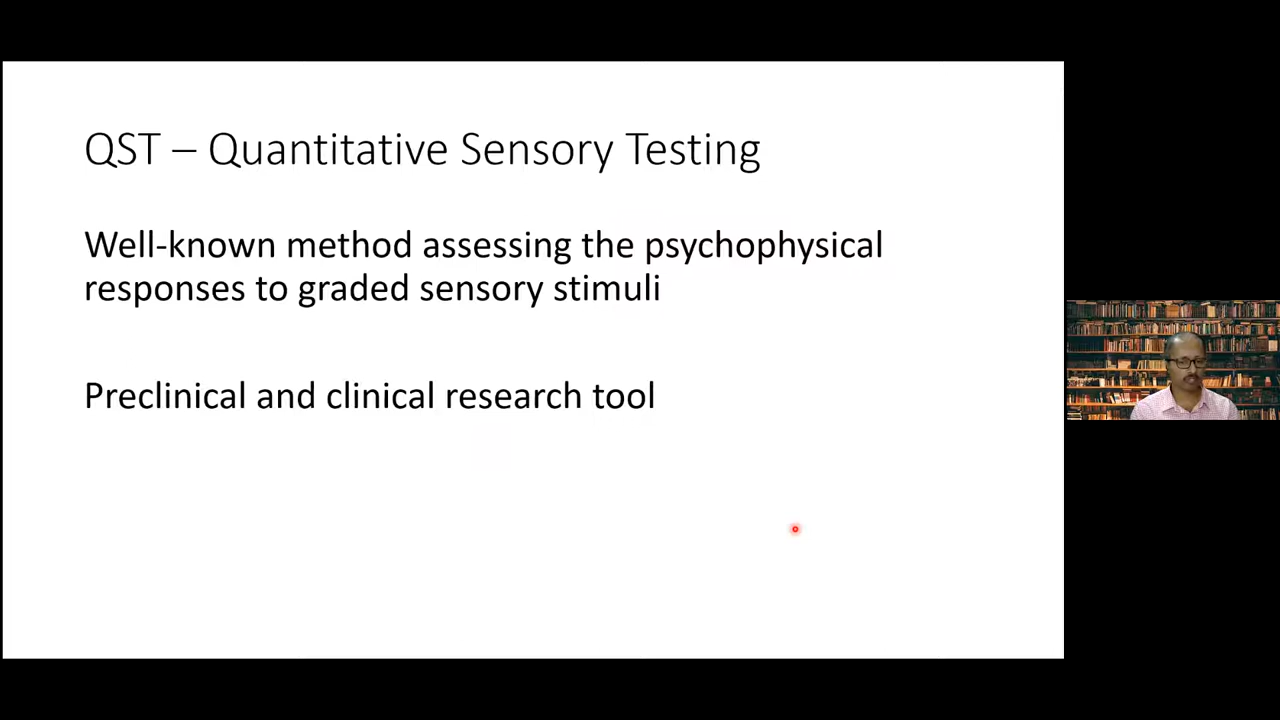 QST – Quantitative Sensory Testing
Well-known method assessing the psychophysical
responses to graded sensory stimuli
Preclinical and clinical research tool